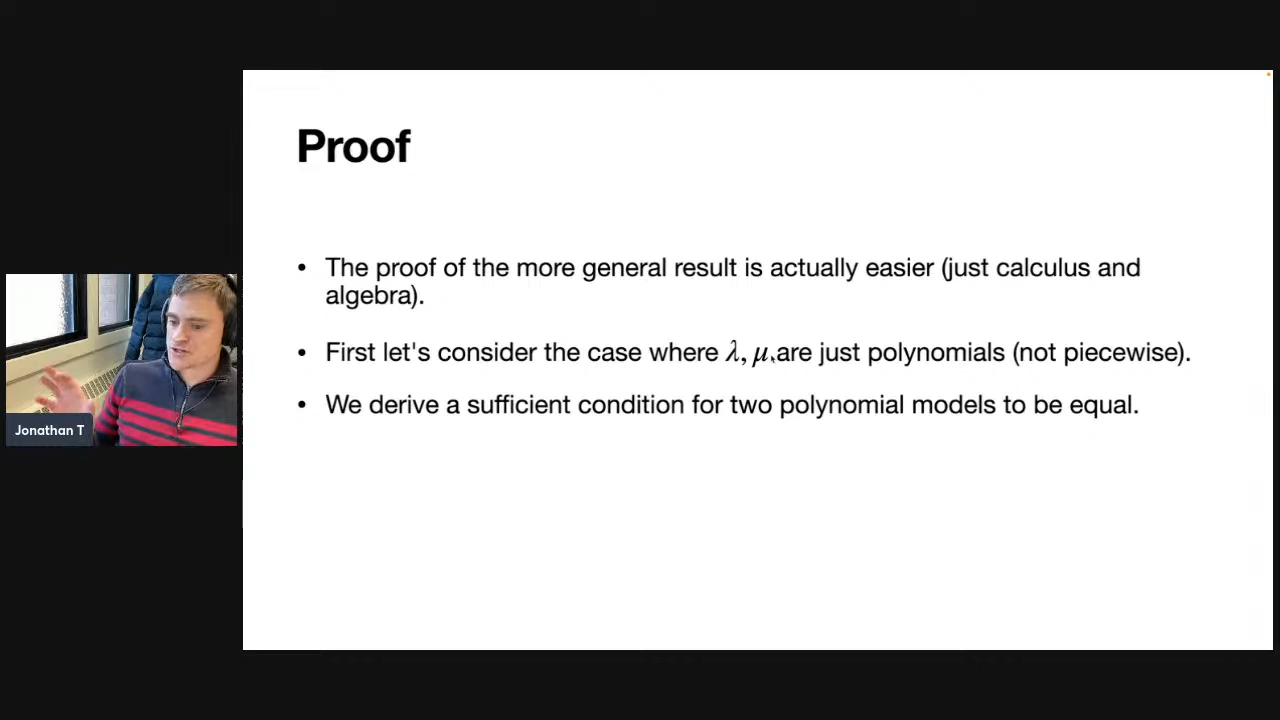 Proof
• The proof of the more general result is actually easier (just calculus and
algebra).
• First let's consider the case where λ, μ are just polynomials (not piecewise).
• We derive a sufficient condition for two polynomial models to be equal.
Jonathan T